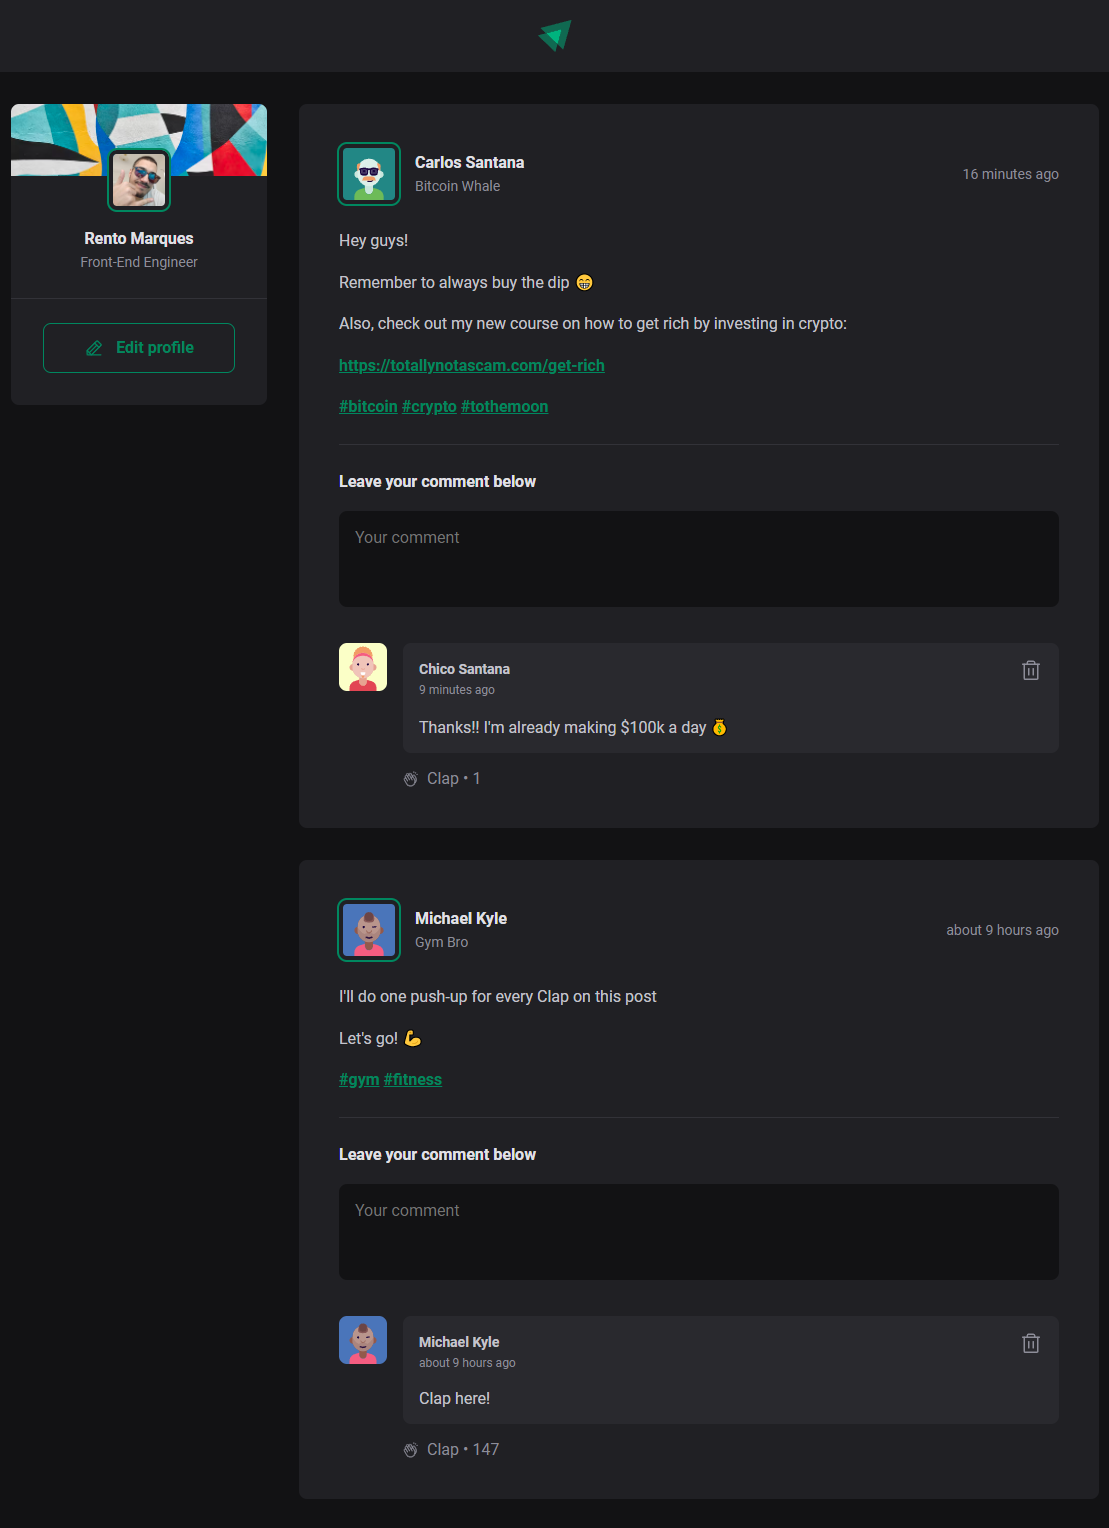 Rento Marques
Front-End Engineer
Edit profile
Carlos Santana
Bitcoin Whale
16 minutes ago
Hey guys!
Remember to always buy the dip 😁
Also, check out my new course on how to get rich by investing in crypto:
https://totallynotascam.com/get-rich
#bitcoin #crypto #tothemoon
Leave your comment below
Your comment
Chico Santana
9 minutes ago
Thanks!! I'm already making $100k a day 💰
Clap • 1
Michael Kyle
Gym Bro
about 9 hours ago
I'll do one push-up for every Clap on this post
Let's go! 💪
#gym #fitness
Leave your comment below
Your comment
Michael Kyle
about 9 hours ago
Clap here!
Clap • 147